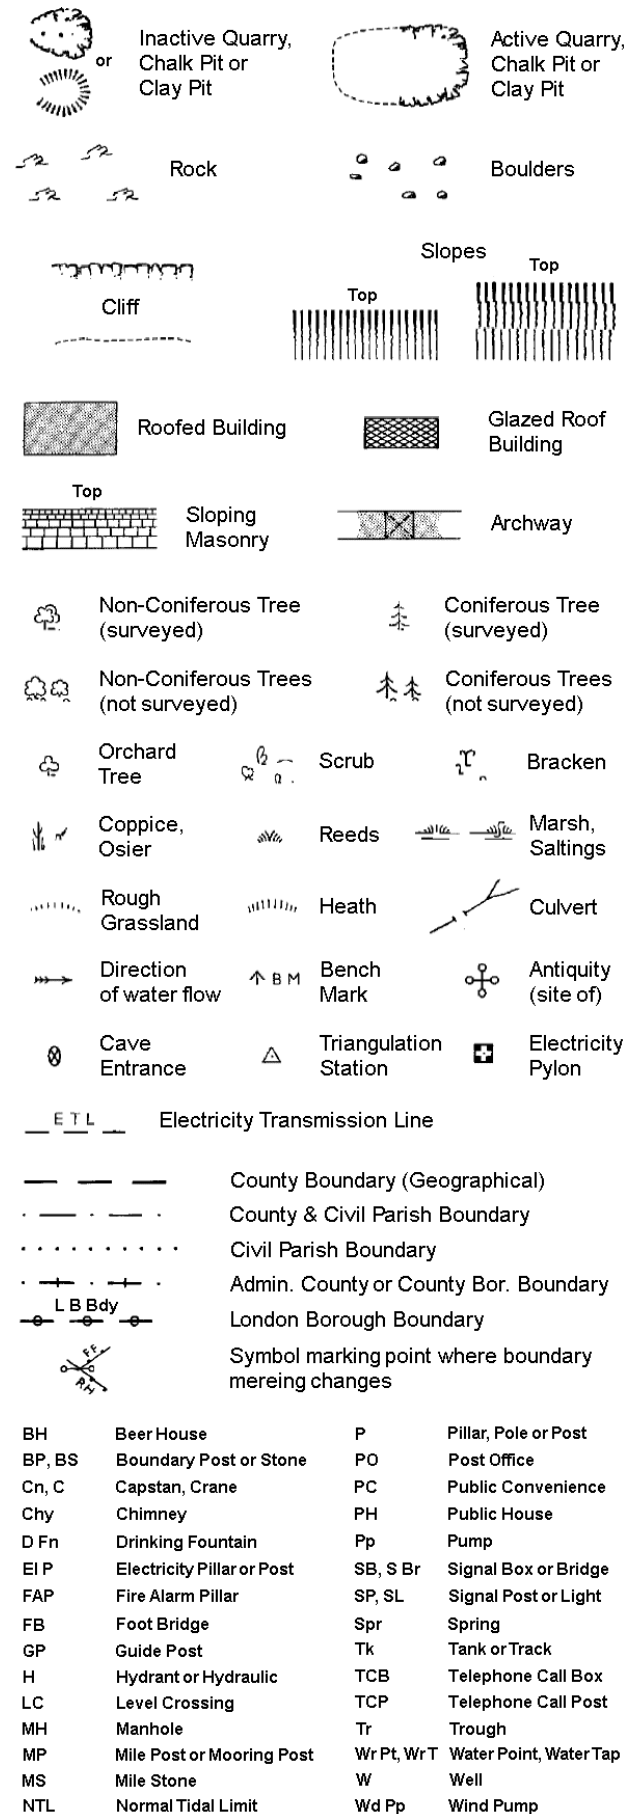 or
Inactive Quarry,
Chalk Pit or
Clay Pit
Active Quarry,
Chalk Pit or
Clay Pit
Rock
Boulders
Slopes
Cliff
Top
Top
Roofed Building
Glazed Roof
Building
Top
Sloping
Masonry
Archway
Non-Coniferous Tree
(surveyed)
Coniferous Tree
(surveyed)
Non-Coniferous Trees
(not surveyed)
Coniferous Trees
(not surveyed)
Orchard
Tree
Scrub
Bracken
Coppice,
Osier
Reeds
Marsh,
Saltings
Rough
Grassland
Heath
Culvert
Direction
of water flow
B M
Bench
Mark
Antiquity
(site of)
Cave
Entrance
Triangulation
Station
Electricity
Pylon
E T L
Electricity Transmission Line
County Boundary (Geographical)
County & Civil Parish Boundary
Civil Parish Boundary
Admin. County or County Bor. Boundary
L B Bdy
London Borough Boundary
FF
RH
Symbol marking point where boundary
mereing changes
BH Beer House
BP, BS Boundary Post or Stone
Cn, C Capstan, Crane
Chy Chimney
D Fn Drinking Fountain
El P Electricity Pillar or Post
FAP Fire Alarm Pillar
FB Foot Bridge
GP Guide Post
H Hydrant or Hydraulic
LC Level Crossing
MH Manhole
MP Mile Post or Mooring Post
MS Mile Stone
NTL Normal Tidal Limit
P Pillar, Pole or Post
PO Post Office
PC Public Convenience
PH Public House
Pp Pump
SB, S Br Signal Box or Bridge
SP, SL Signal Post or Light
Spr Spring
Tk Tank or Track
TCB Telephone Call Box
TCP Telephone Call Post
Tr Trough
Wr Pt, Wr T Water Point, Water Tap
W Well
Wd Pp Wind Pump